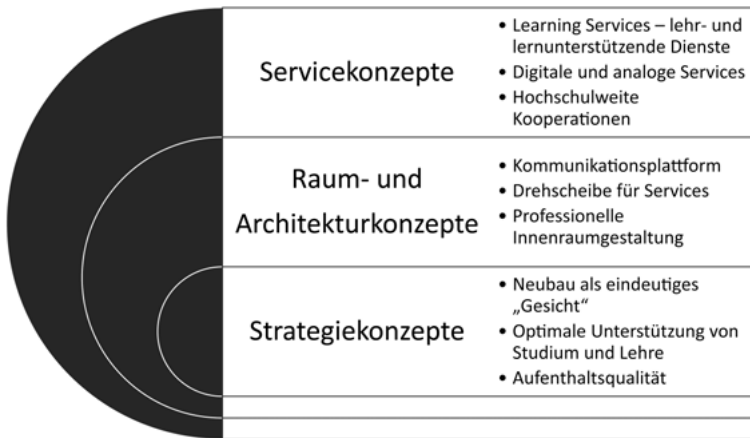 Servicekonzepte
• Learning Services – lehr- und
lernunterstützende Dienste
• Digitale und analoge Services
• Hochschulweite
Kooperationen
Raum- und
Architekturkonzepte
• Kommunikationsplattform
• Drehscheibe für Services
• Professionelle
Innenraumgestaltung
Strategiekonzepte
• Neubau als eindeutiges
„Gesicht“
• Optimale Unterstützung von
Studium und Lehre
• Aufenthaltsqualität